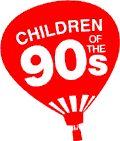 CHILDREN
OF THE
90s